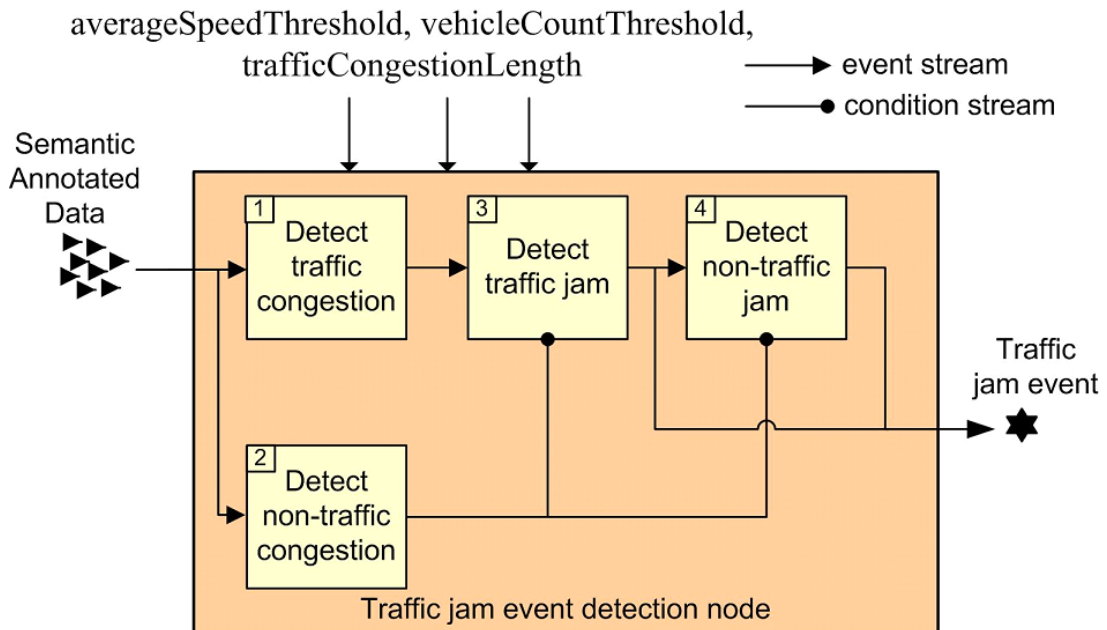 averageSpeedThreshold, vehicleCountThreshold,
trafficCongestionLength
event stream
condition stream
Semantic
Annotated
Data
1
Detect
traffic
congestion
3
Detect
traffic jam
4
Detect
non-traffic
jam
Traffic
jam event
2
Detect
non-traffic
congestion
Traffic jam event detection node